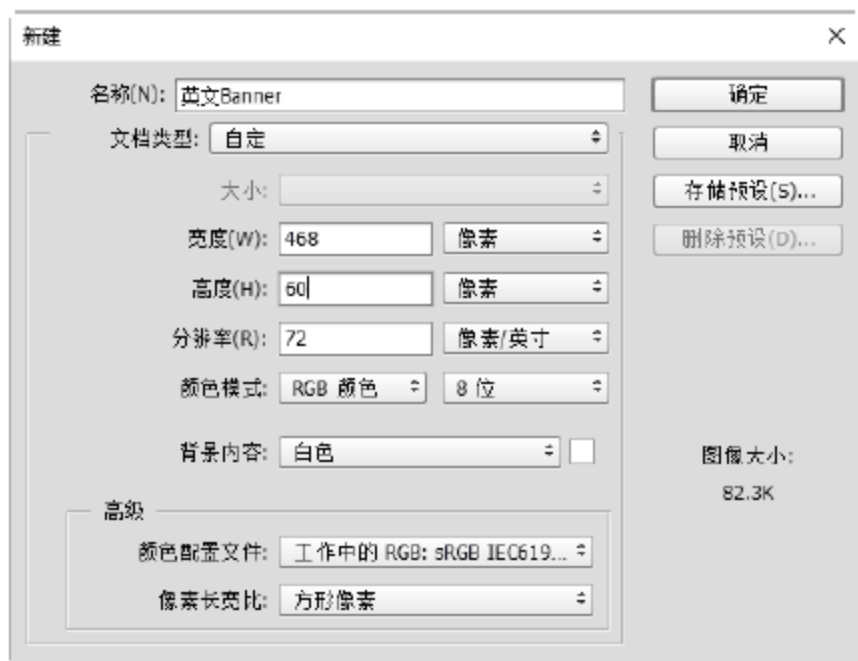 新建
名称(N): 英文Banner
确定
文档类型: 自定
取消
大小:
存储预设(S)...
宽度(W): 468 像素
删除预设(D)...
高度(H): 60 像素
分辨率(R): 72 像素/英寸
颜色模式: RGB 颜色 8 位
背景内容: 白色
图像大小:
82.3K
高级
颜色配置文件: 工作中的 RGB: sRGB IEC619...
像素长宽比: 方形像素